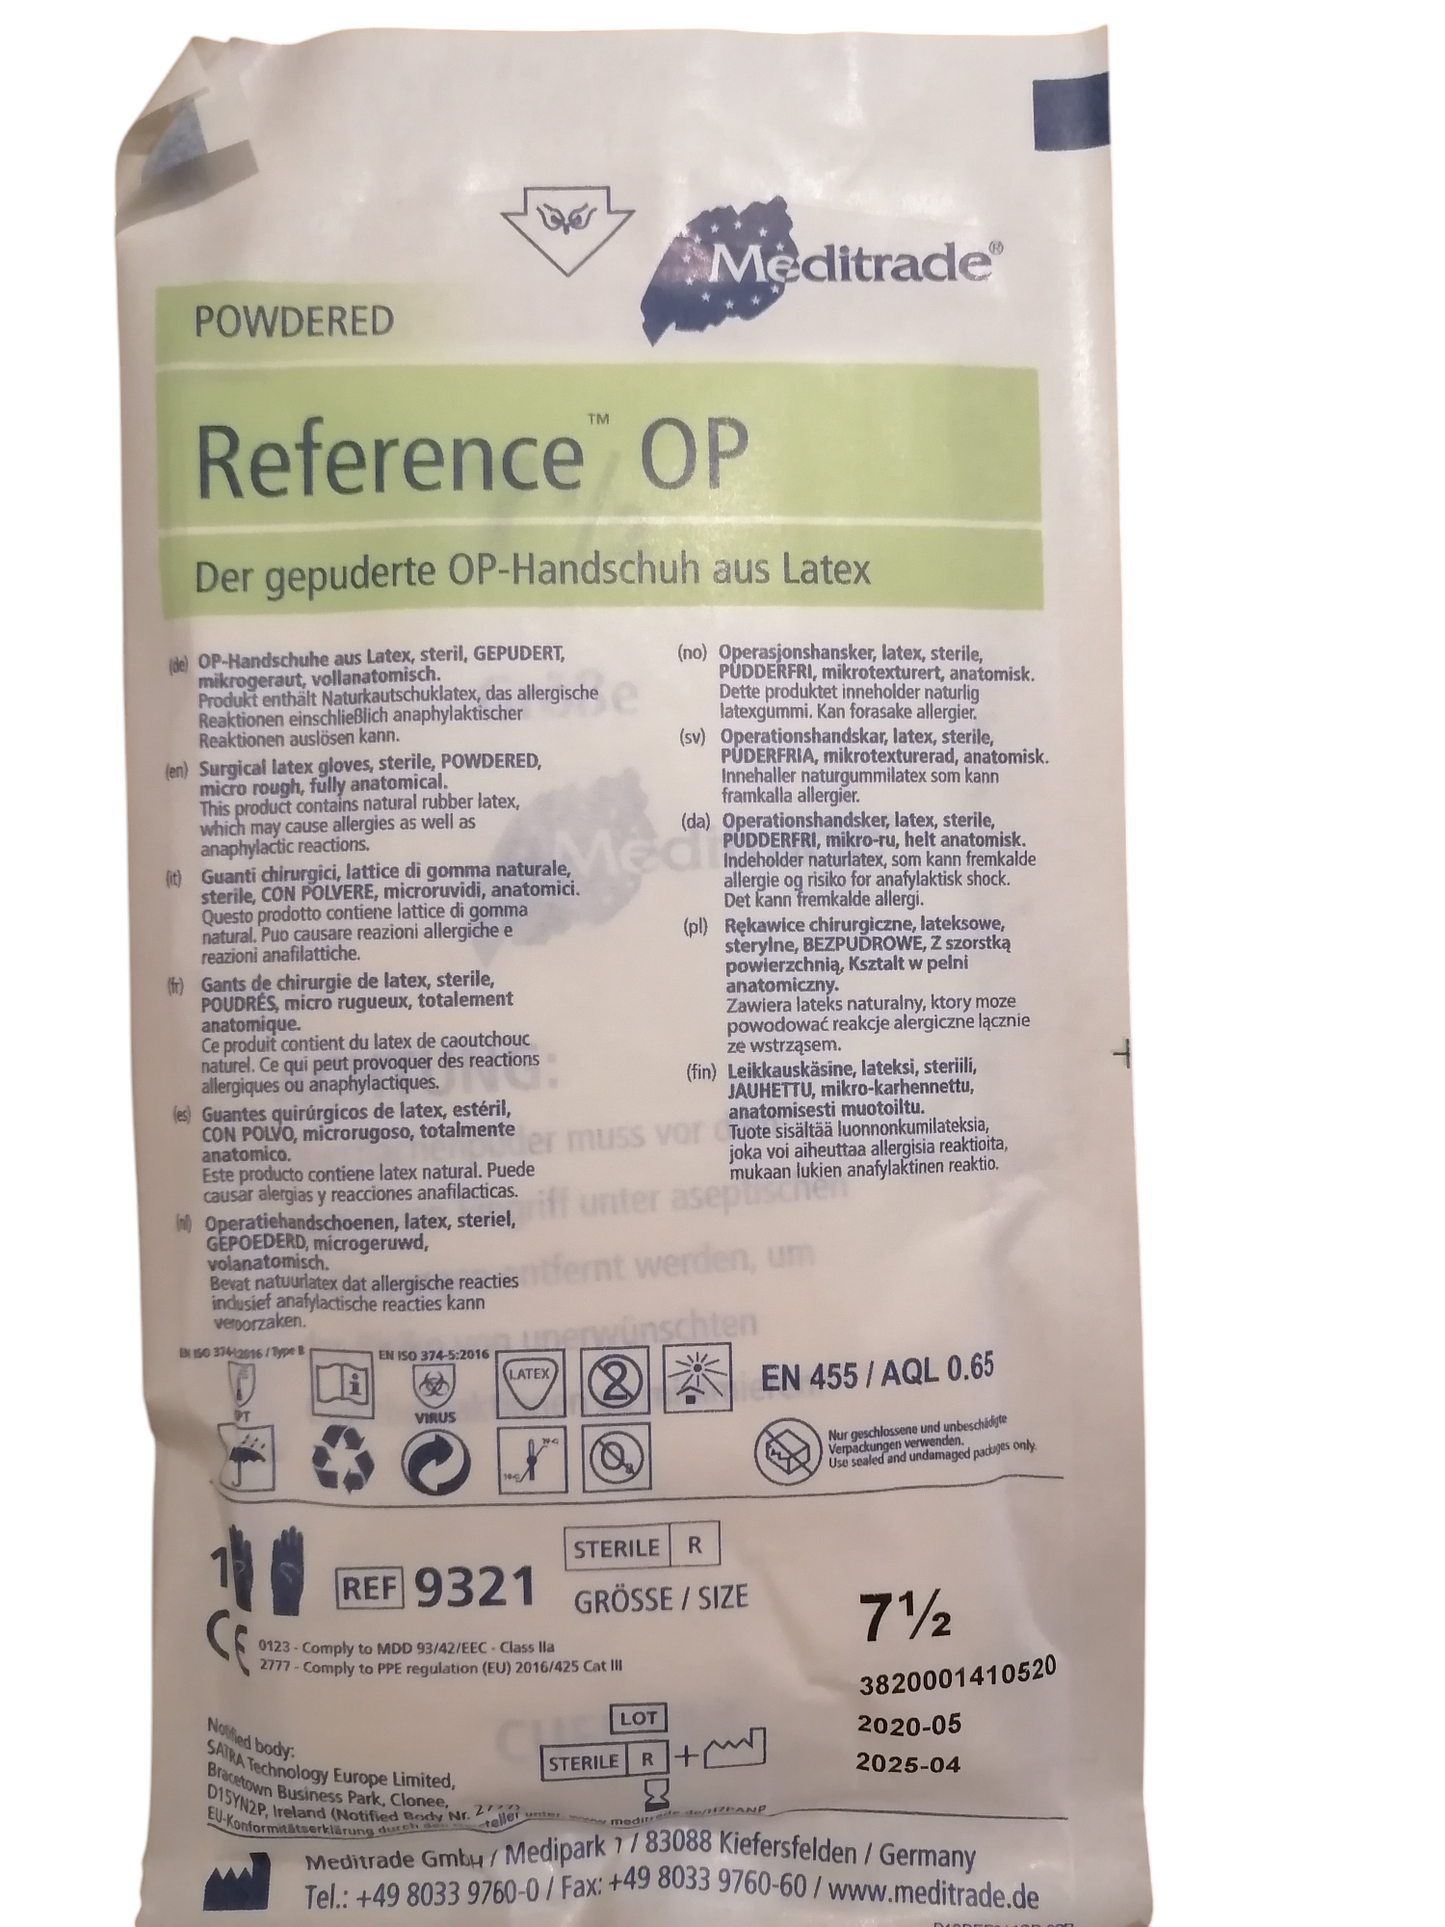 Meditrade®
POWDERED
Reference™ OP
Der gepuderte OP-Handschuh aus Latex
(de) OP-Handschuhe aus Latex, steril, GEPUDERT,
mikrogeraut, vollanatomisch.
Produkt enthält Naturkautschuklatex, das allergische
Reaktionen einschließlich anaphylaktischer
Reaktionen auslösen kann.
(en) Surgical latex gloves, sterile, POWDERED,
micro rough, fully anatomical.
This product contains natural rubber latex,
which may cause allergies as well as
anaphylactic reactions.
(it) Guanti chirurgici, lattice di gomma naturale,
sterile, CON POLVERE, microruvidi, anatomici.
Questo prodotto contiene lattice di gomma
natural. Puo causare reazioni allergiche e
reazioni anafilattiche.
(fr) Gants de chirurgie de latex, sterile,
POUDRÉS, micro rugueux, totalement
anatomique.
Ce produit contient du latex de caoutchouc
naturel. Ce qui peut provoquer des reactions
allergiques ou anaphylactiques.
(es) Guantes quirúrgicos de latex, estéril,
CON POLVO, microrugoso, totalmente
anatomico.
Este producto contiene latex natural. Puede
causar alergias y reacciones anafilacticas.
(nl) Operatiehandschoenen, latex, steriel,
GEPOEDERD, microgeruwd,
volanatomisch.
Bevat natuurlatex dat allergische reacties
inclusief anafylactische reacties kann
veroorzaken.
(no) Operasjonshansker, latex, sterile,
PUDDERFRI, mikrotexturert, anatomisk.
Dette produktet inneholder naturlig
latexgummi. Kan forasake allergier.
(sv) Operationshandskar, latex, sterile,
PUDERFRIA, mikrotexturerad, anatomisk.
Innehaller naturgummilatex som kann
framkalla allergier.
(da) Operationshandsker, latex, sterile,
PUDDERFRI, mikro-ru, helt anatomisk.
Indeholder naturlatex, som kann fremkalde
allergie og risiko for anafylaktisk shock.
Det kann fremkalde allergi.
(pl) Rękawice chirurgiczne, lateksowe,
sterylne, BEZPUDROWE, Z szorstką
powierzchnią, Ksztalt w pelni
anatomiczny.
Zawiera lateks naturalny, ktory moze
powodować reakcje alergiczne lącznie
ze wstrząsem.
(fin) Leikkauskäsine, lateksi, steriili,
JAUHETTU, mikro-karhennettu,
anatomisesti muotoiltu.
Tuote sisältää luonnonkumilateksia,
joka voi aiheuttaa allergisia reaktioita,
mukaan lukien anafylaktinen reaktio.
EN ISO 374-1:2016 / Type B
PT
EN ISO 374-5:2016
VIRUS
LATEX
2
EN 455 / AQL 0.65
Nur geschlossene und unbeschädigte
Verpackungen verwenden.
Use sealed and undamaged packages only.
1
REF 9321
STERILE R
GRÖSSE / SIZE
7½
CE 0123 - Comply to MDD 93/42/EEC - Class IIa
2777 - Comply to PPE regulation (EU) 2016/425 Cat III
3820001410520
2020-05
2025-04
LOT
STERILE R +
Notified body:
SATRA Technology Europe Limited,
Bracetown Business Park, Clonee,
D15YN2P, Ireland (Notified Body Nr.
EU-Konformitätserklärung durch
Meditrade GmbH / Medipark 1 / 83088 Kiefersfelden / Germany
Tel.: +49 8033 9760-0 / Fax: +49 8033 9760-60 / www.meditrade.de